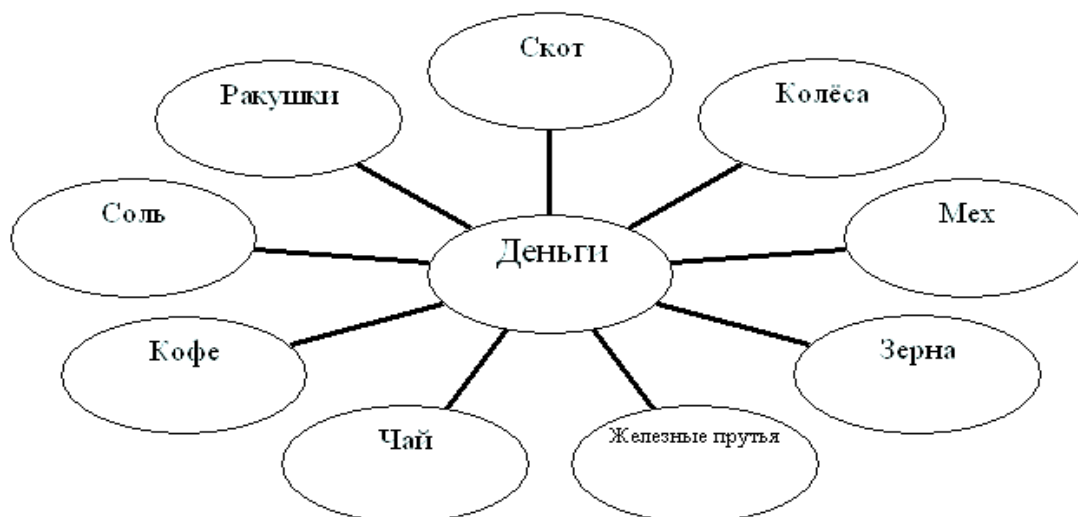 Скот
Ракушки
Колёса
Соль
Мех
Деньги
Кофе
Зерна
Чай
Железные прутья